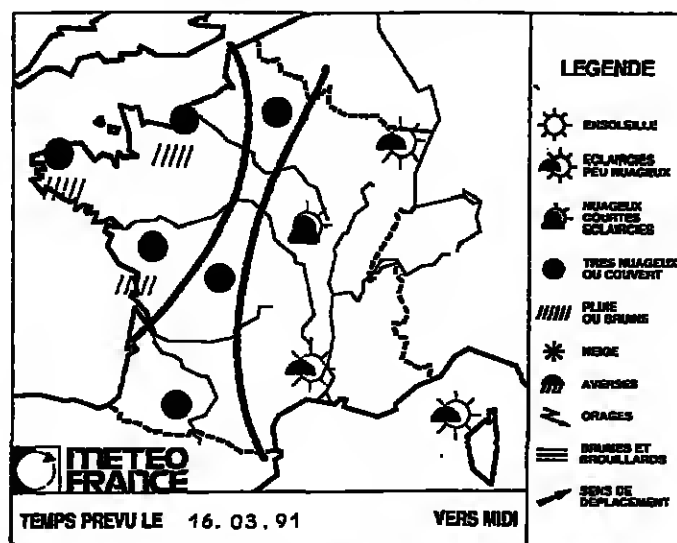 LEGENDE
ENSOLEILLE
ECLAIRCIES
PEU NUAGEUX
NUAGEUX
COURTES
ECLAIRCIES
TRES NUAGEUX
OU COUVERT
PLUIE
OU BRUINE
NEIGE
AVERSES
ORAGES
BRUMES ET
BROUILLARDS
SENS DE
DEPLACEMENT
METEO
FRANCE
TEMPS PREVU LE 16.03.91 VERS MIDI